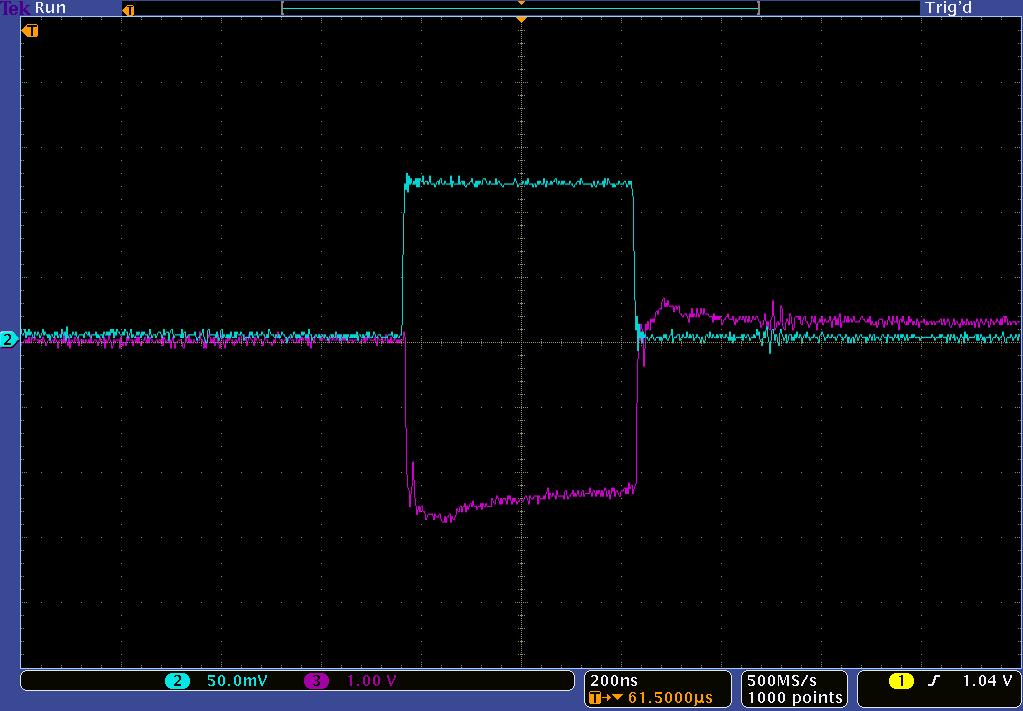 Tek Run Trig'd
T
T
2
2 50.0mV 3 1.00 V 200ns 500MS/s 1 1.04 V
T→▼ 61.5000µs 1000 points